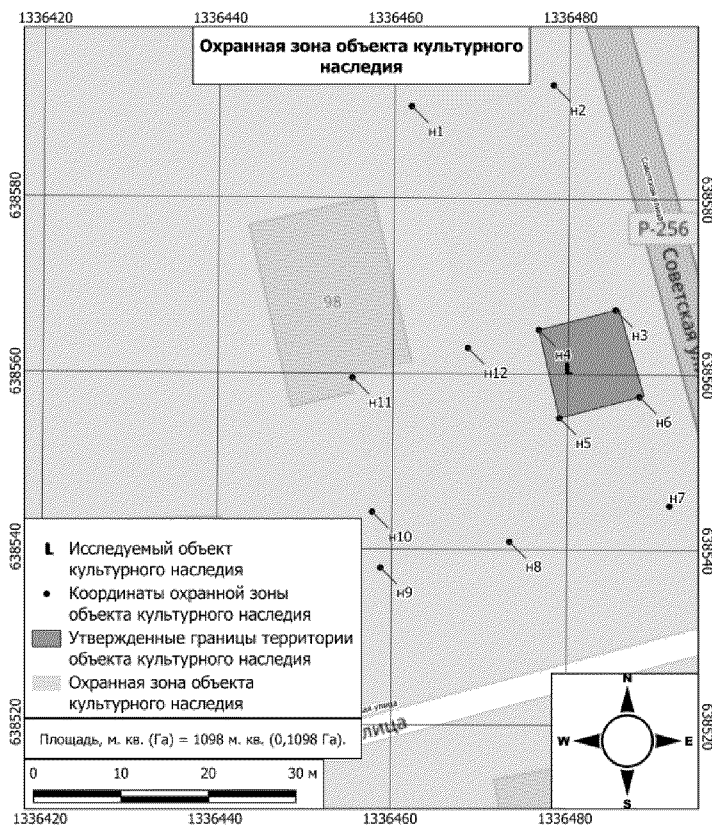 1336420 1336440 1336460 1336480
Охранная зона объекта культурного
наследия
н1
н2
638580
638580
Советская улица
Р-256
98
н3
н4
L
638560
638560
н12
н11
н6
н5
н7
н10
638540
638540
н8
н9
L Исследуемый объект
культурного наследия
Координаты охранной зоны
объекта культурного наследия
Утвержденные границы территории
объекта культурного наследия
Охранная зона объекта
культурного наследия
улица
лица
638520
638520
Площадь, м. кв. (Га) = 1098 м. кв. (0,1098 Га).
0 10 20 30 м
N
W E
S
1336420 1336440 1336460 1336480